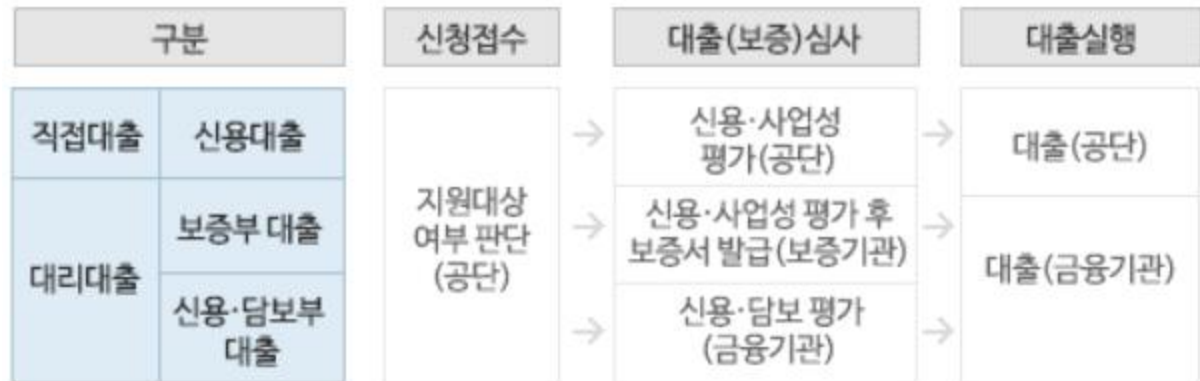 구분
신청접수
대출(보증)심사
대출실행
직접대출
신용대출
대리대출
보증부 대출
신용·담보부
대출
지원대상
여부 판단
(공단)
신용·사업성
평가(공단)
신용·사업성 평가 후
보증서 발급(보증기관)
신용·담보 평가
(금융기관)
대출(공단)
대출(금융기관)